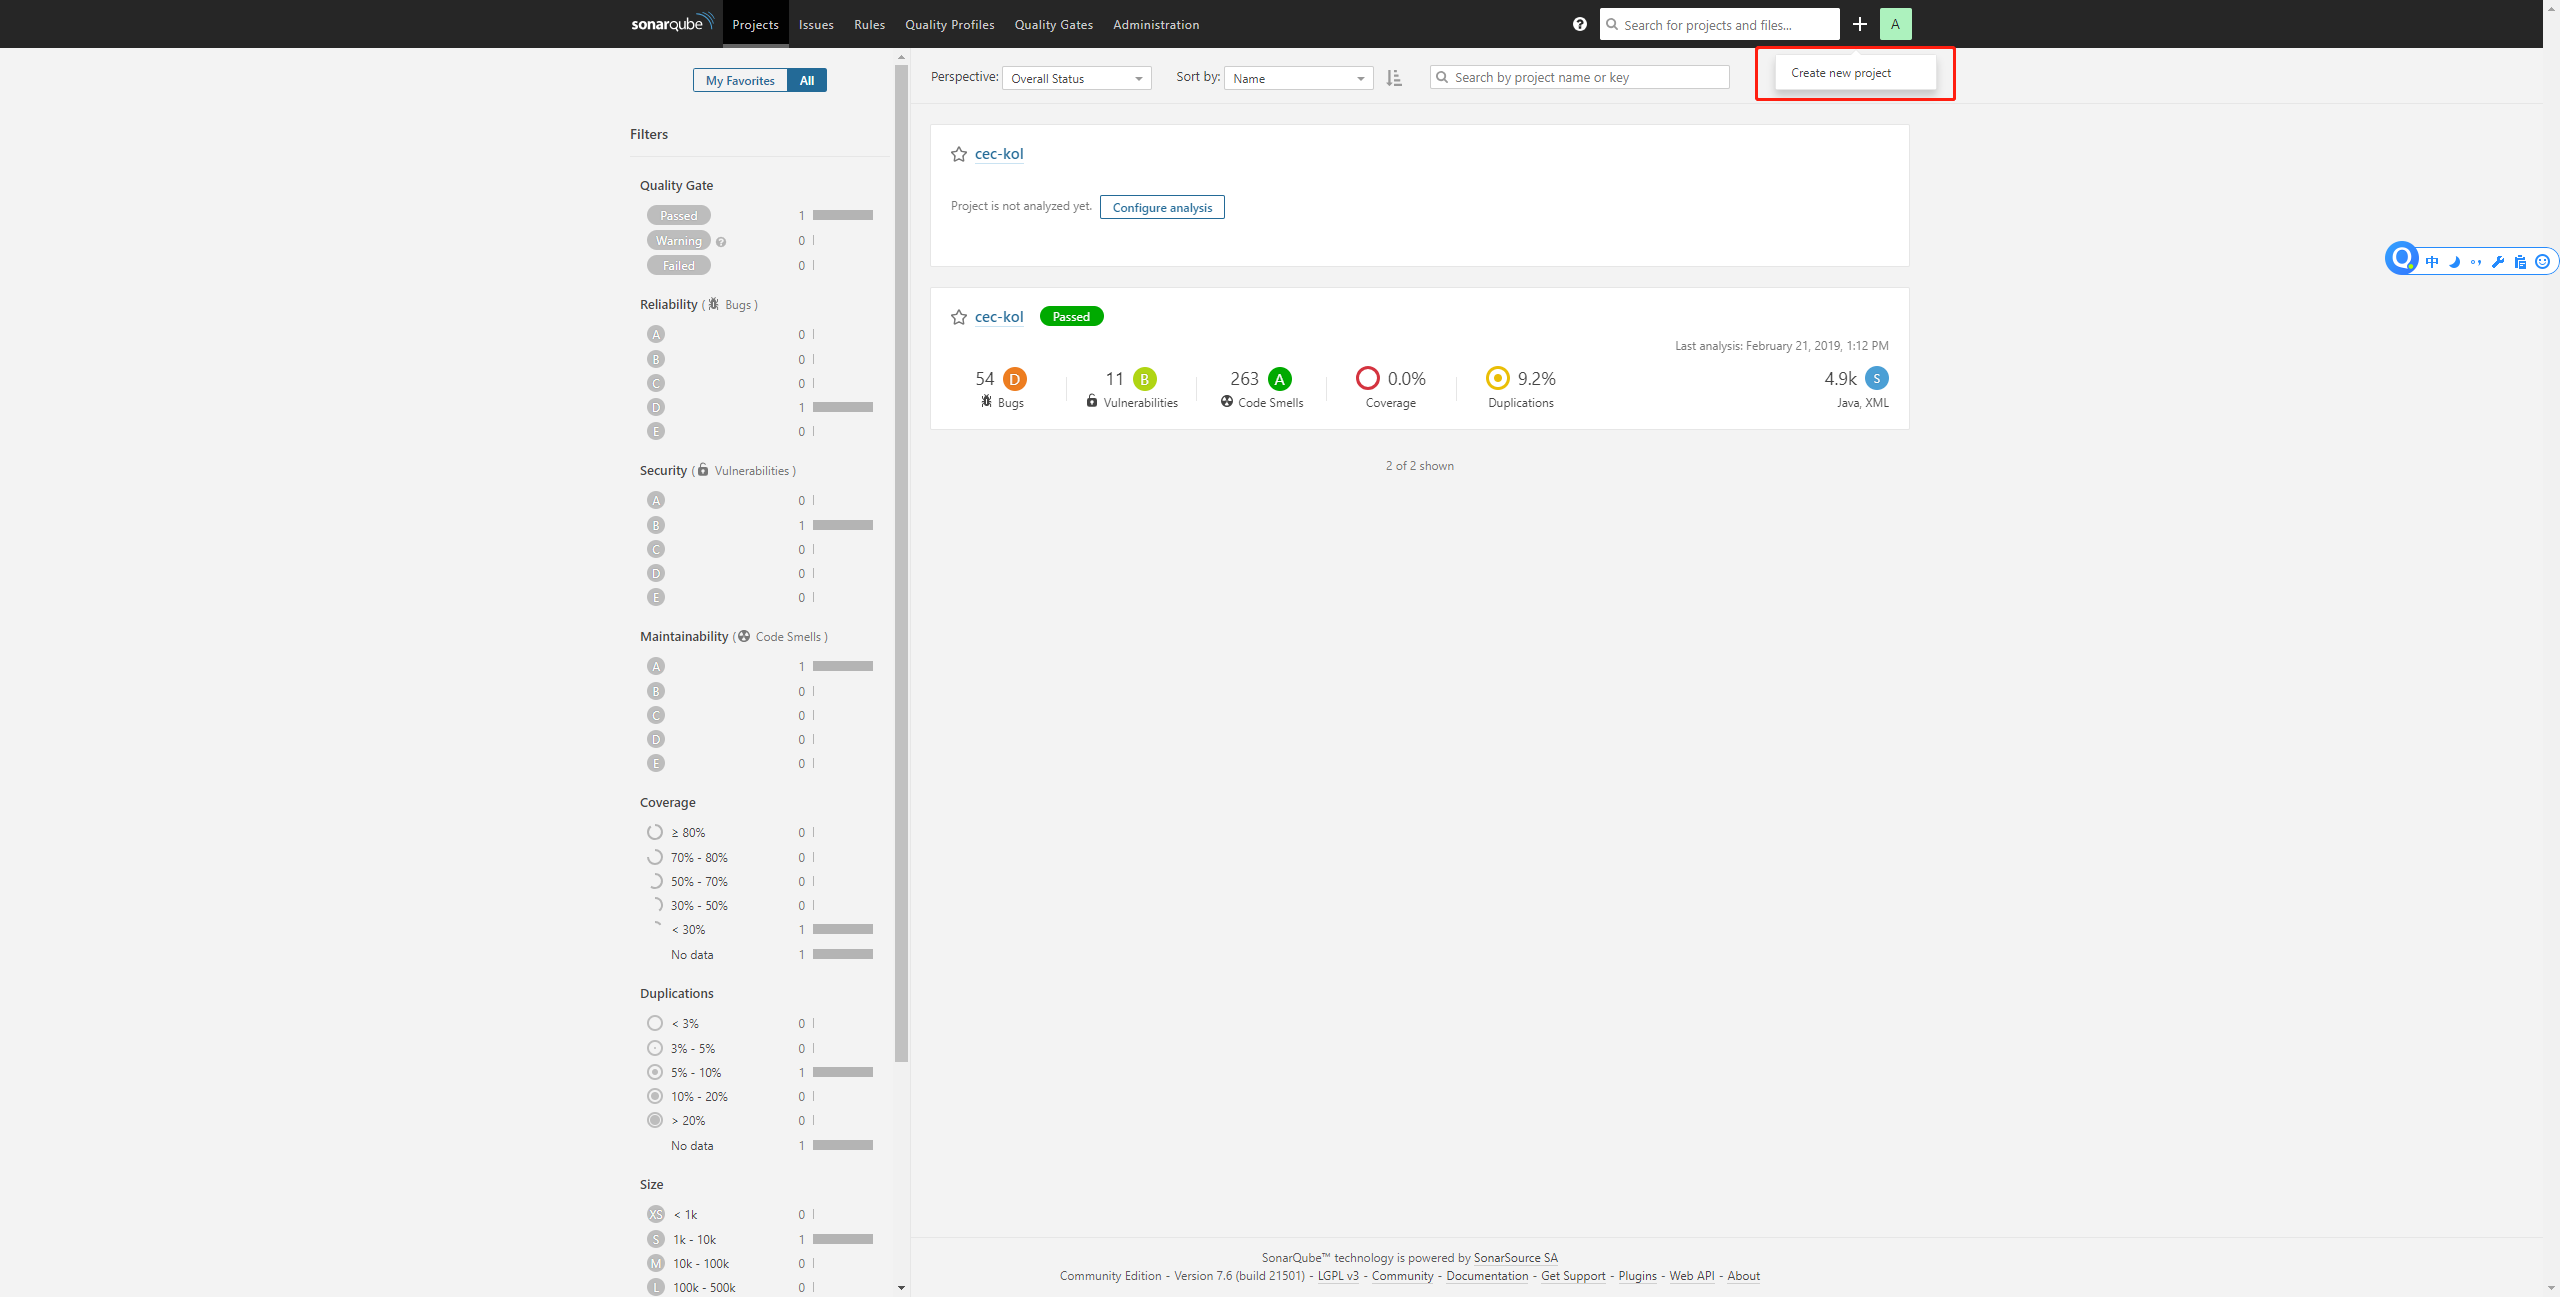 sonarqube Projects Issues Rules Quality Profiles Quality Gates Administration ? Search for projects and files... A
Create new project
My Favorites All
Perspective: Overall Status Sort by: Name Search by project name or key
Filters
Quality Gate
Passed 1
Warning ? 0
Failed 0
Reliability ( Bugs )
A 0
B 0
C 0
D 1
E 0
Security ( Vulnerabilities )
A 0
B 1
C 0
D 0
E 0
Maintainability ( Code Smells )
A 1
B 0
C 0
D 0
E 0
Coverage
≥ 80% 0
70% - 80% 0
50% - 70% 0
30% - 50% 0
< 30% 1
No data 1
Duplications
< 3% 0
3% - 5% 0
5% - 10% 1
10% - 20% 0
> 20% 0
No data 1
Size
XS < 1k 0
S 1k - 10k 1
M 10k - 100k 0
L 100k - 500k 0
cec-kol
Project is not analyzed yet. Configure analysis
cec-kol Passed
Last analysis: February 21, 2019, 1:12 PM
54 D 11 B 263 A 0.0% 9.2% 4.9k S
Bugs Vulnerabilities Code Smells Coverage Duplications Java, XML
2 of 2 shown
中
SonarQube™ technology is powered by SonarSource SA
Community Edition - Version 7.6 (build 21501) - LGPL v3 - Community - Documentation - Get Support - Plugins - Web API - About